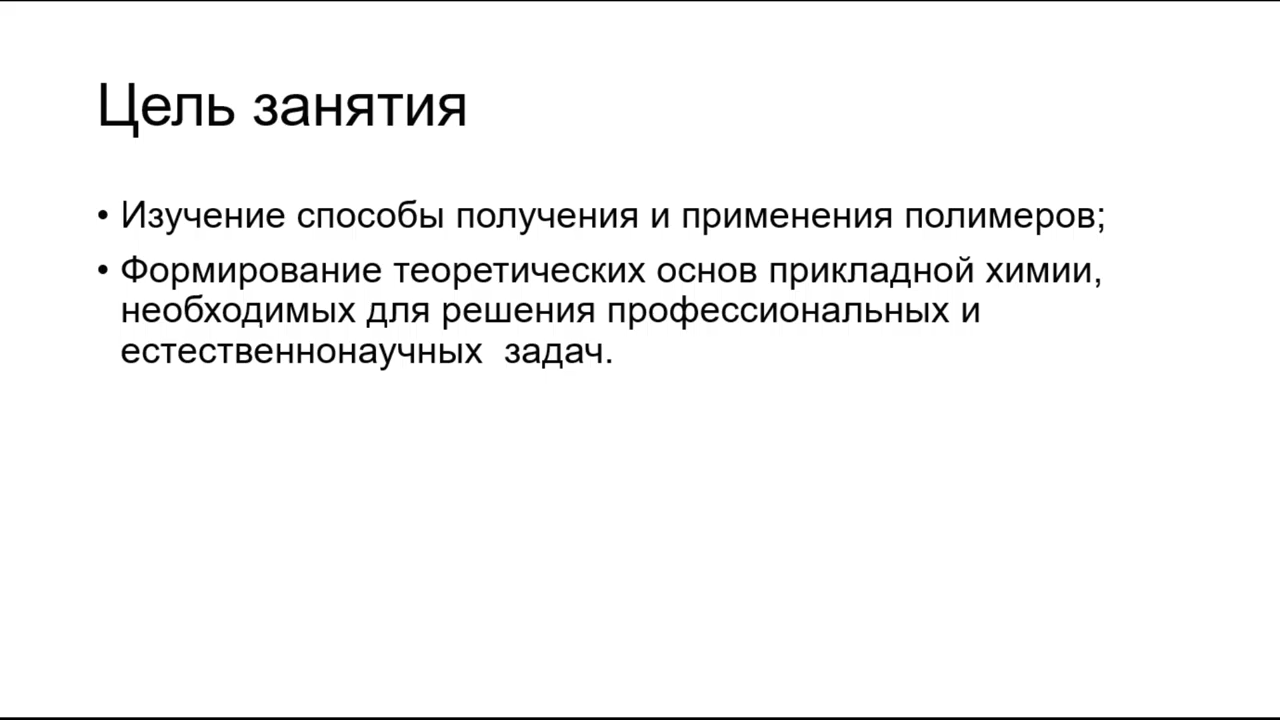 Цель занятия
• Изучение способы получения и применения полимеров;
• Формирование теоретических основ прикладной химии,
необходимых для решения профессиональных и
естественнонаучных  задач.